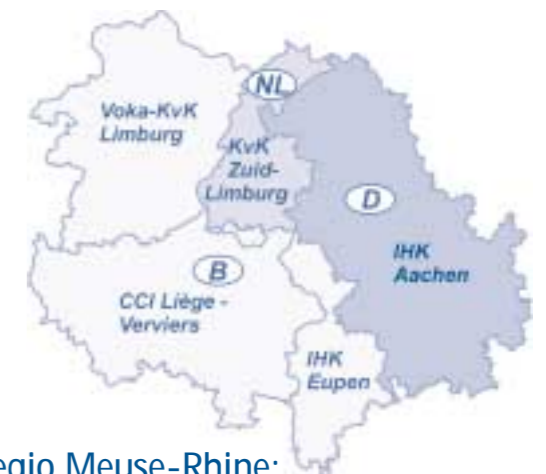 NL
Voka-KvK
Limburg
KvK
Zuid-
Limburg
D
B
IHK
Aachen
CCI Liège -
Verviers
IHK
Eupen
egio Meuse-Rhine: